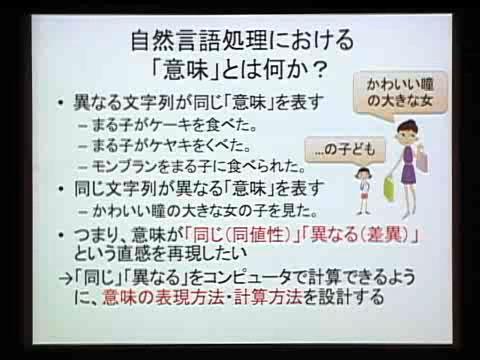 自然言語処理における
「意味」とは何か？
• 異なる文字列が同じ「意味」を表す
– まる子がケーキを食べた。
– まる子がケヤキをくべた。
– モンブランをまる子に食べられた。
• 同じ文字列が異なる「意味」を表す
– かわいい瞳の大きな女の子を見た。
• つまり、意味が「同じ（同値性）」「異なる（差異）」
という直感を再現したい
→「同じ」「異なる」をコンピュータで計算できるよう
に、意味の表現方法・計算方法を設計する
かわいい瞳
の大きな女
…の子ども